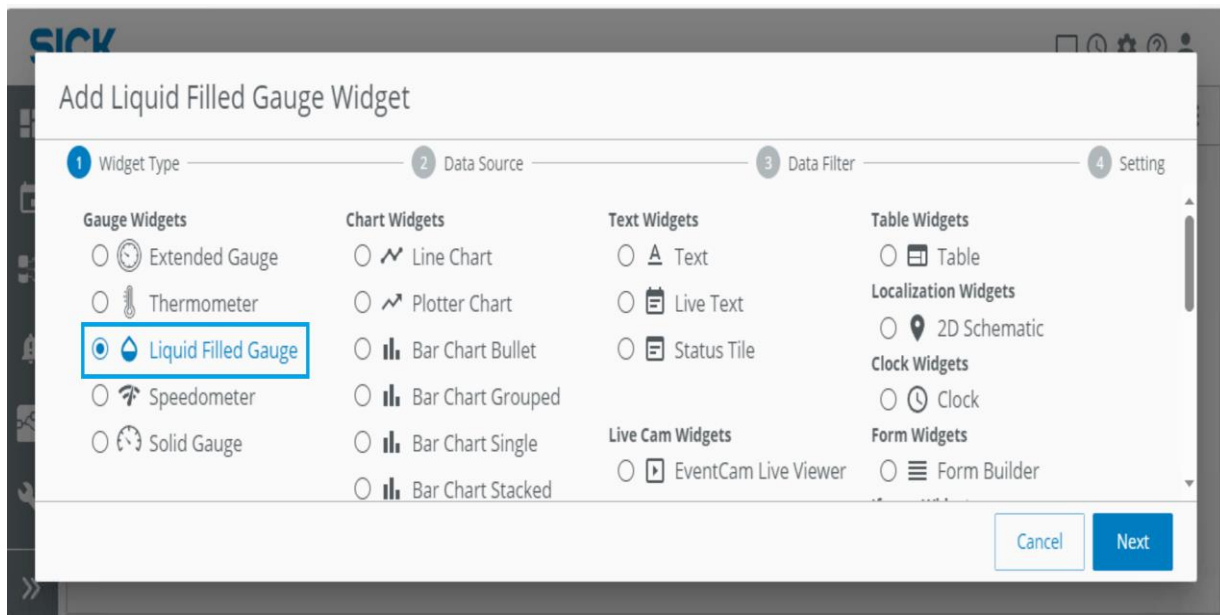 SICK
Add Liquid Filled Gauge Widget
1 Widget Type
2 Data Source
3 Data Filter
4 Setting
Gauge Widgets
Extended Gauge
Thermometer
Liquid Filled Gauge
Speedometer
Solid Gauge
Chart Widgets
Line Chart
Plotter Chart
Bar Chart Bullet
Bar Chart Grouped
Bar Chart Single
Bar Chart Stacked
Text Widgets
A Text
Live Text
Status Tile
Live Cam Widgets
EventCam Live Viewer
Table Widgets
Table
Localization Widgets
2D Schematic
Clock Widgets
Clock
Form Widgets
Form Builder
Cancel
Next